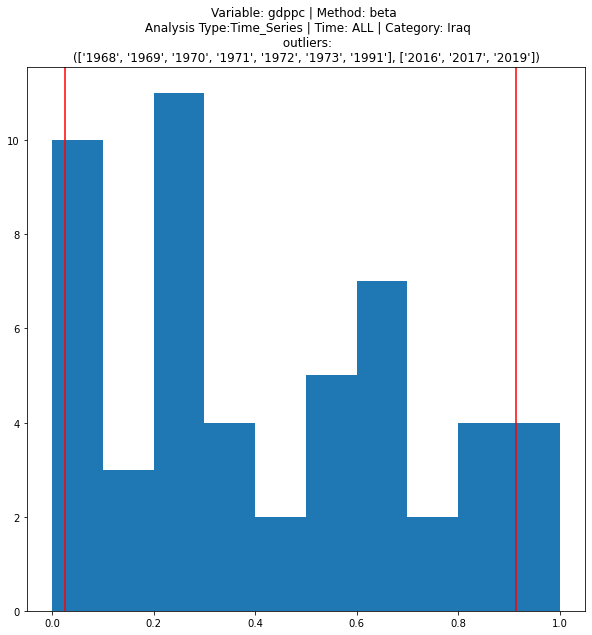 Variable: gdppc | Method: beta
Analysis Type:Time_Series | Time: ALL | Category: Iraq
outliers:
(['1968', '1969', '1970', '1971', '1972', '1973', '1991'], ['2016', '2017', '2019'])
10
8
6
4
2
0
0.0 0.2 0.4 0.6 0.8 1.0